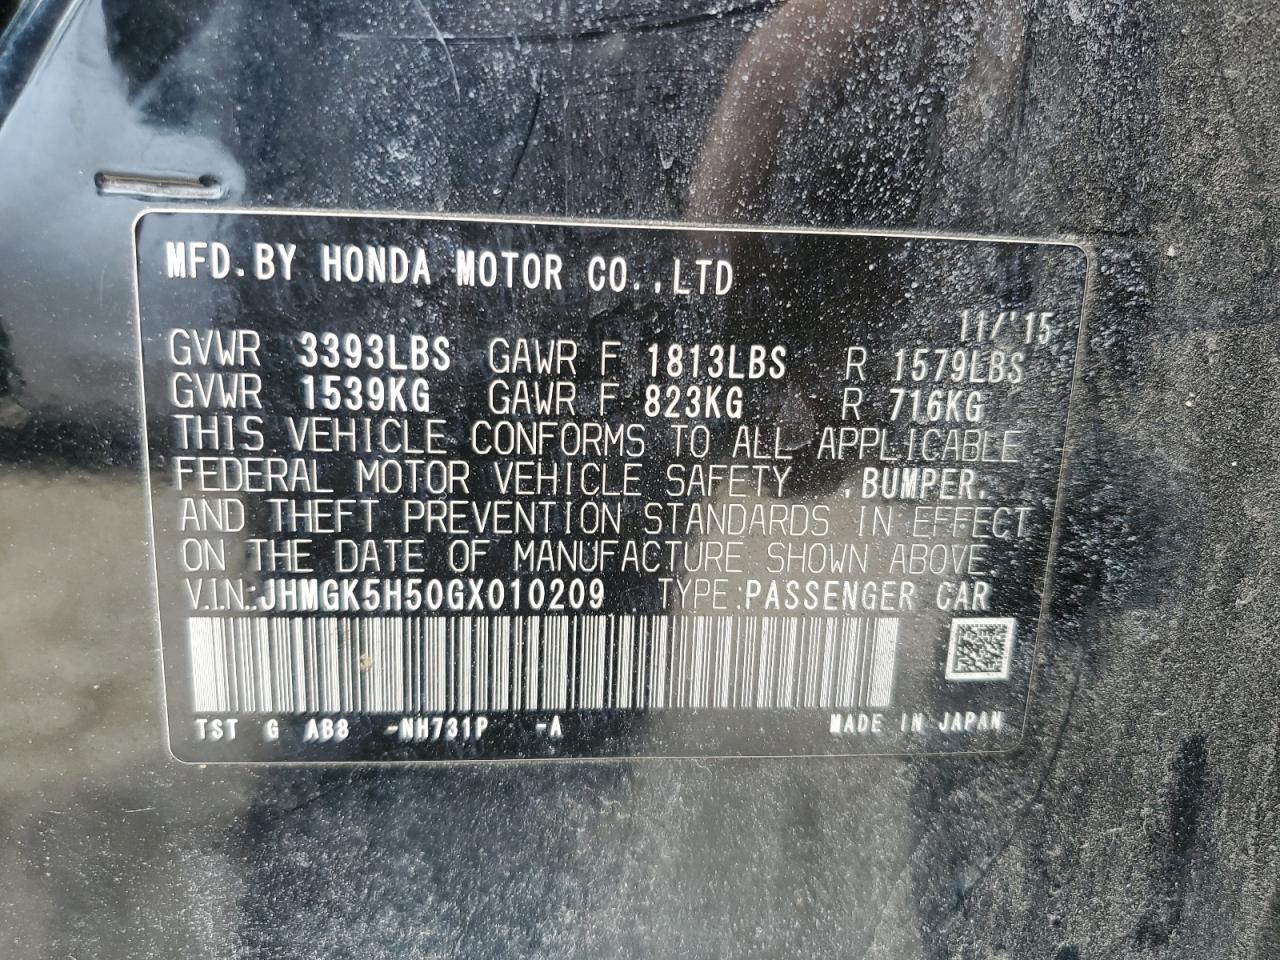 MFD.BY HONDA MOTOR CO.,LTD
11/'15
GVWR 3393LBS GAWR F 1813LBS R 1579LBS
GVWR 1539KG GAWR F 823KG R 716KG
THIS VEHICLE CONFORMS TO ALL APPLICABLE
FEDERAL MOTOR VEHICLE SAFETY , BUMPER,
AND THEFT PREVENTION STANDARDS IN EFFECT
ON THE DATE OF MANUFACTURE SHOWN ABOVE
V.I.N.:JHMGK5H50GX010209 TYPE:PASSENGER CAR
TST G AB8 -NH731P -A MADE IN JAPAN